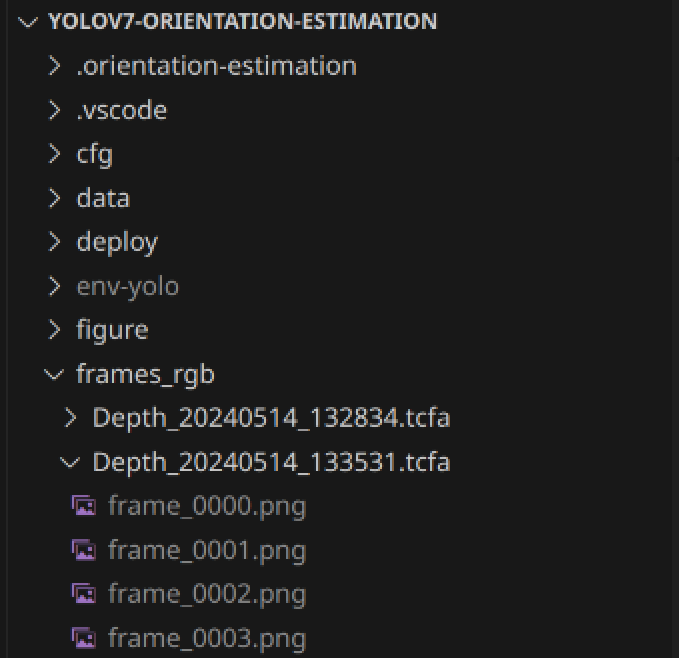 YOLOV7-ORIENTATION-ESTIMATION
.orientation-estimation
.vscode
cfg
data
deploy
env-yolo
figure
frames_rgb
Depth_20240514_132834.tcfa
Depth_20240514_133531.tcfa
frame_0000.png
frame_0001.png
frame_0002.png
frame_0003.png